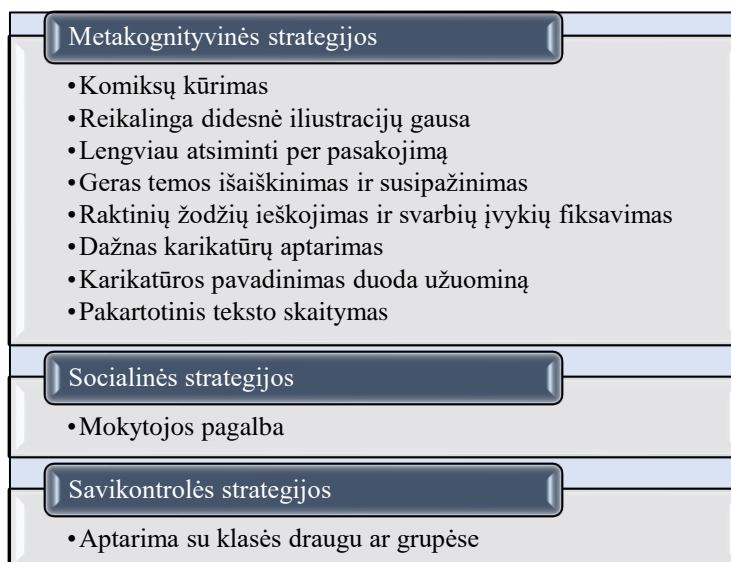 Metakognityvinės strategijos
•Komiksų kūrimas
•Reikalinga didesnė iliustracijų gausa
•Lengviau atsiminti per pasakojimą
•Geras temos išaiškinimas ir susipažinimas
•Raktinių žodžių ieškojimas ir svarbių įvykių fiksavimas
•Dažnas karikatūrų aptarimas
•Karikatūros pavadinimas duoda užuominą
•Pakartotinis teksto skaitymas
Socialinės strategijos
•Mokytojos pagalba
Savikontrolės strategijos
•Aptarima su klasės draugu ar grupėse